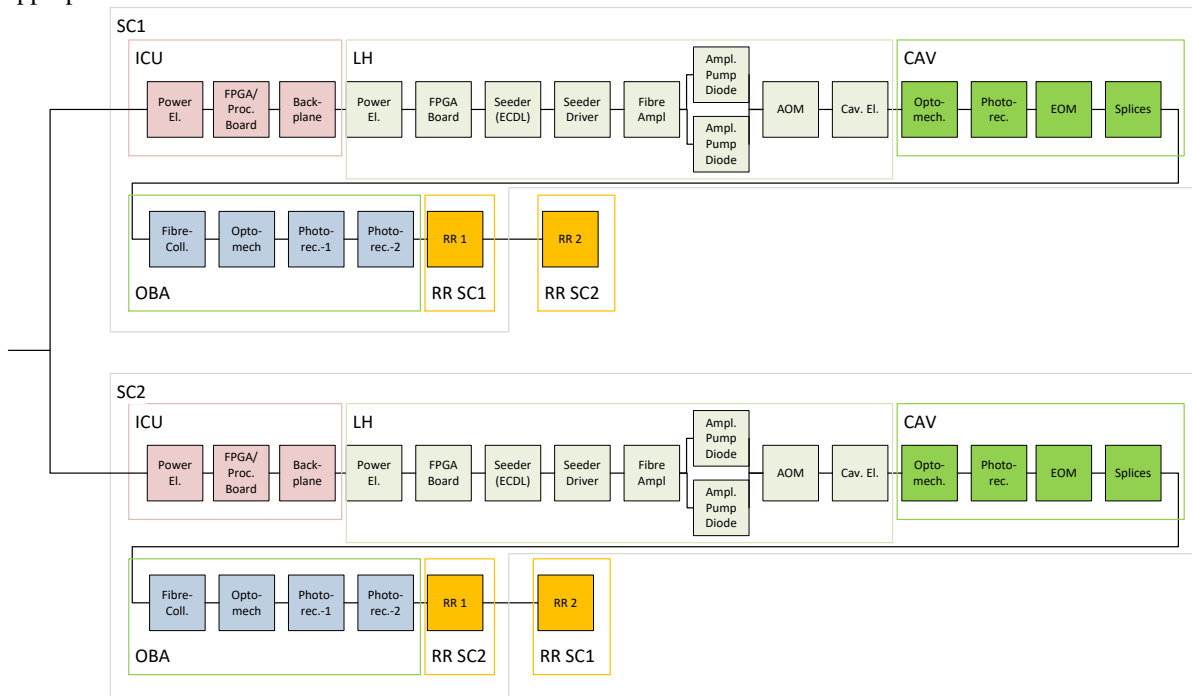 SC1
ICU
LH
CAV
Power
El.
FPGA/
Proc.
Board
Back-
plane
Power
El.
FPGA
Board
Seeder
(ECDL)
Seeder
Driver
Fibre
Ampl
Ampl.
Pump
Diode
Ampl.
Pump
Diode
AOM
Cav. El.
Opto-
mech.
Photo-
rec.
EOM
Splices
Fibre-
Coll.
Opto-
mech
Photo-
rec.-1
Photo-
rec.-2
RR 1
RR 2
OBA
RR SC1
RR SC2
SC2
ICU
LH
CAV
Power
El.
FPGA/
Proc.
Board
Back-
plane
Power
El.
FPGA
Board
Seeder
(ECDL)
Seeder
Driver
Fibre
Ampl
Ampl.
Pump
Diode
Ampl.
Pump
Diode
AOM
Cav. El.
Opto-
mech.
Photo-
rec.
EOM
Splices
Fibre-
Coll.
Opto-
mech
Photo-
rec.-1
Photo-
rec.-2
RR 1
RR 2
OBA
RR SC2
RR SC1